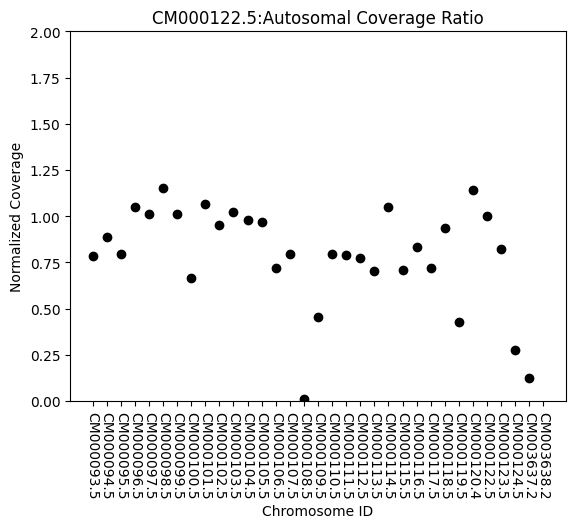 CM000122.5:Autosomal Coverage Ratio
Normalized Coverage
2.00
1.75
1.50
1.25
1.00
0.75
0.50
0.25
0.00
CM000093.5
CM000094.5
CM000095.5
CM000096.5
CM000097.5
CM000098.5
CM000099.5
CM000100.5
CM000101.5
CM000102.5
CM000103.5
CM000104.5
CM000105.5
CM000106.5
CM000107.5
CM000108.5
CM000109.5
CM000110.5
CM000111.5
CM000112.5
CM000113.5
CM000114.5
CM000115.5
CM000116.5
CM000117.5
CM000118.5
CM000119.5
CM000120.4
CM000122.5
CM000123.5
CM000124.5
CM003637.2
CM003638.2
Chromosome ID